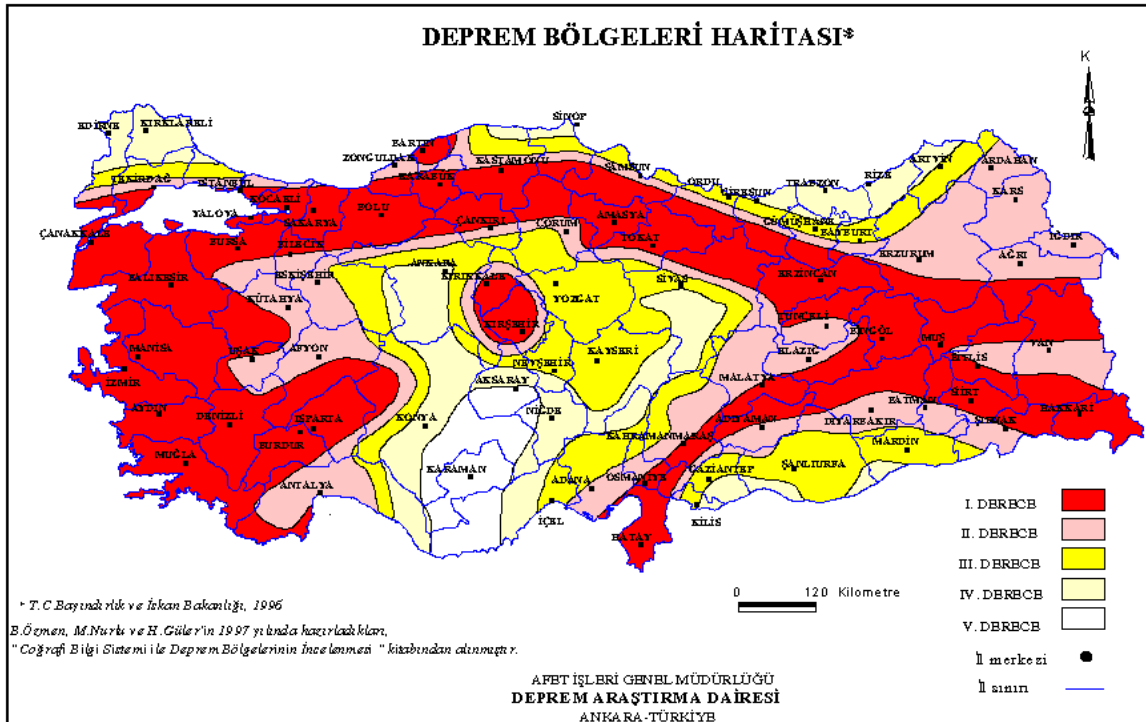 DEPREM BÖLGELERİ HARİTASI*
K
SİNOP
EDİRNE
KIRKLARELİ
BARTIN
ZONGULDAK
KASTAMONU
SAMSUN
ARTVİN
ARDAHAN
TEKİRDAĞ
İSTANBUL
KARABÜK
ORDU
GİRESUN
TRABZON
RİZE
KARS
KOCAELİ
YALOVA
SAKARYA
BOLU
ÇANKIRI
ÇORUM
AMASYA
GÜMÜŞHANE
BAYBURT
ÇANAKKALE
BURSA
BİLECİK
TOKAT
ERZURUM
IĞDIR
AĞRI
BALIKESİR
ESKİŞEHİR
ANKARA
KIRIKKALE
YOZGAT
SİVAS
ERZİNCAN
KÜTAHYA
KIRŞEHİR
TUNCELİ
BİNGÖL
MUŞ
VAN
MANİSA
UŞAK
AFYON
NEVŞEHİR
KAYSERİ
ELAZIĞ
BİTLİS
İZMİR
AKSARAY
MALATYA
SİİRT
AYDIN
DENİZLİ
ISPARTA
BURDUR
KONYA
NİĞDE
KAHRAMANMARAŞ
ADIYAMAN
DİYARBAKIR
BATMAN
ŞIRNAK
HAKKARİ
MUĞLA
ANTALYA
KARAMAN
ADANA
OSMANİYE
GAZİANTEP
ŞANLIURFA
MARDİN
İÇEL
KİLİS
HATAY
I. DERECE
II. DERECE
III. DERECE
IV. DERECE
V. DERECE
İl merkezi
İl sınırı
0 120 Kilometre
* T.C.Bayındırlık ve İskan Bakanlığı, 1996
B.Özmen, M.Nurlu ve H.Güler'in 1997 yılında hazırladıkları,
"Coğrafi Bilgi Sistemi ile Deprem Bölgelerinin İncelenmesi" kitabından alınmıştır.
AFET İŞLERİ GENEL MÜDÜRLÜĞÜ
DEPREM ARAŞTIRMA DAİRESİ
ANKARA-TÜRKİYE